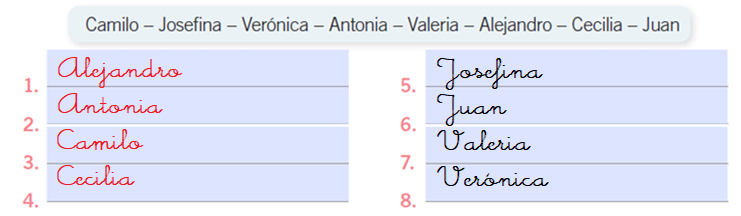 Camilo – Josefina – Verónica – Antonia – Valeria – Alejandro – Cecilia – Juan
1. Alejandro
2. Antonia
3. Camilo
4. Cecilia
5. Josefina
6. Juan
7. Valeria
8. Verónica